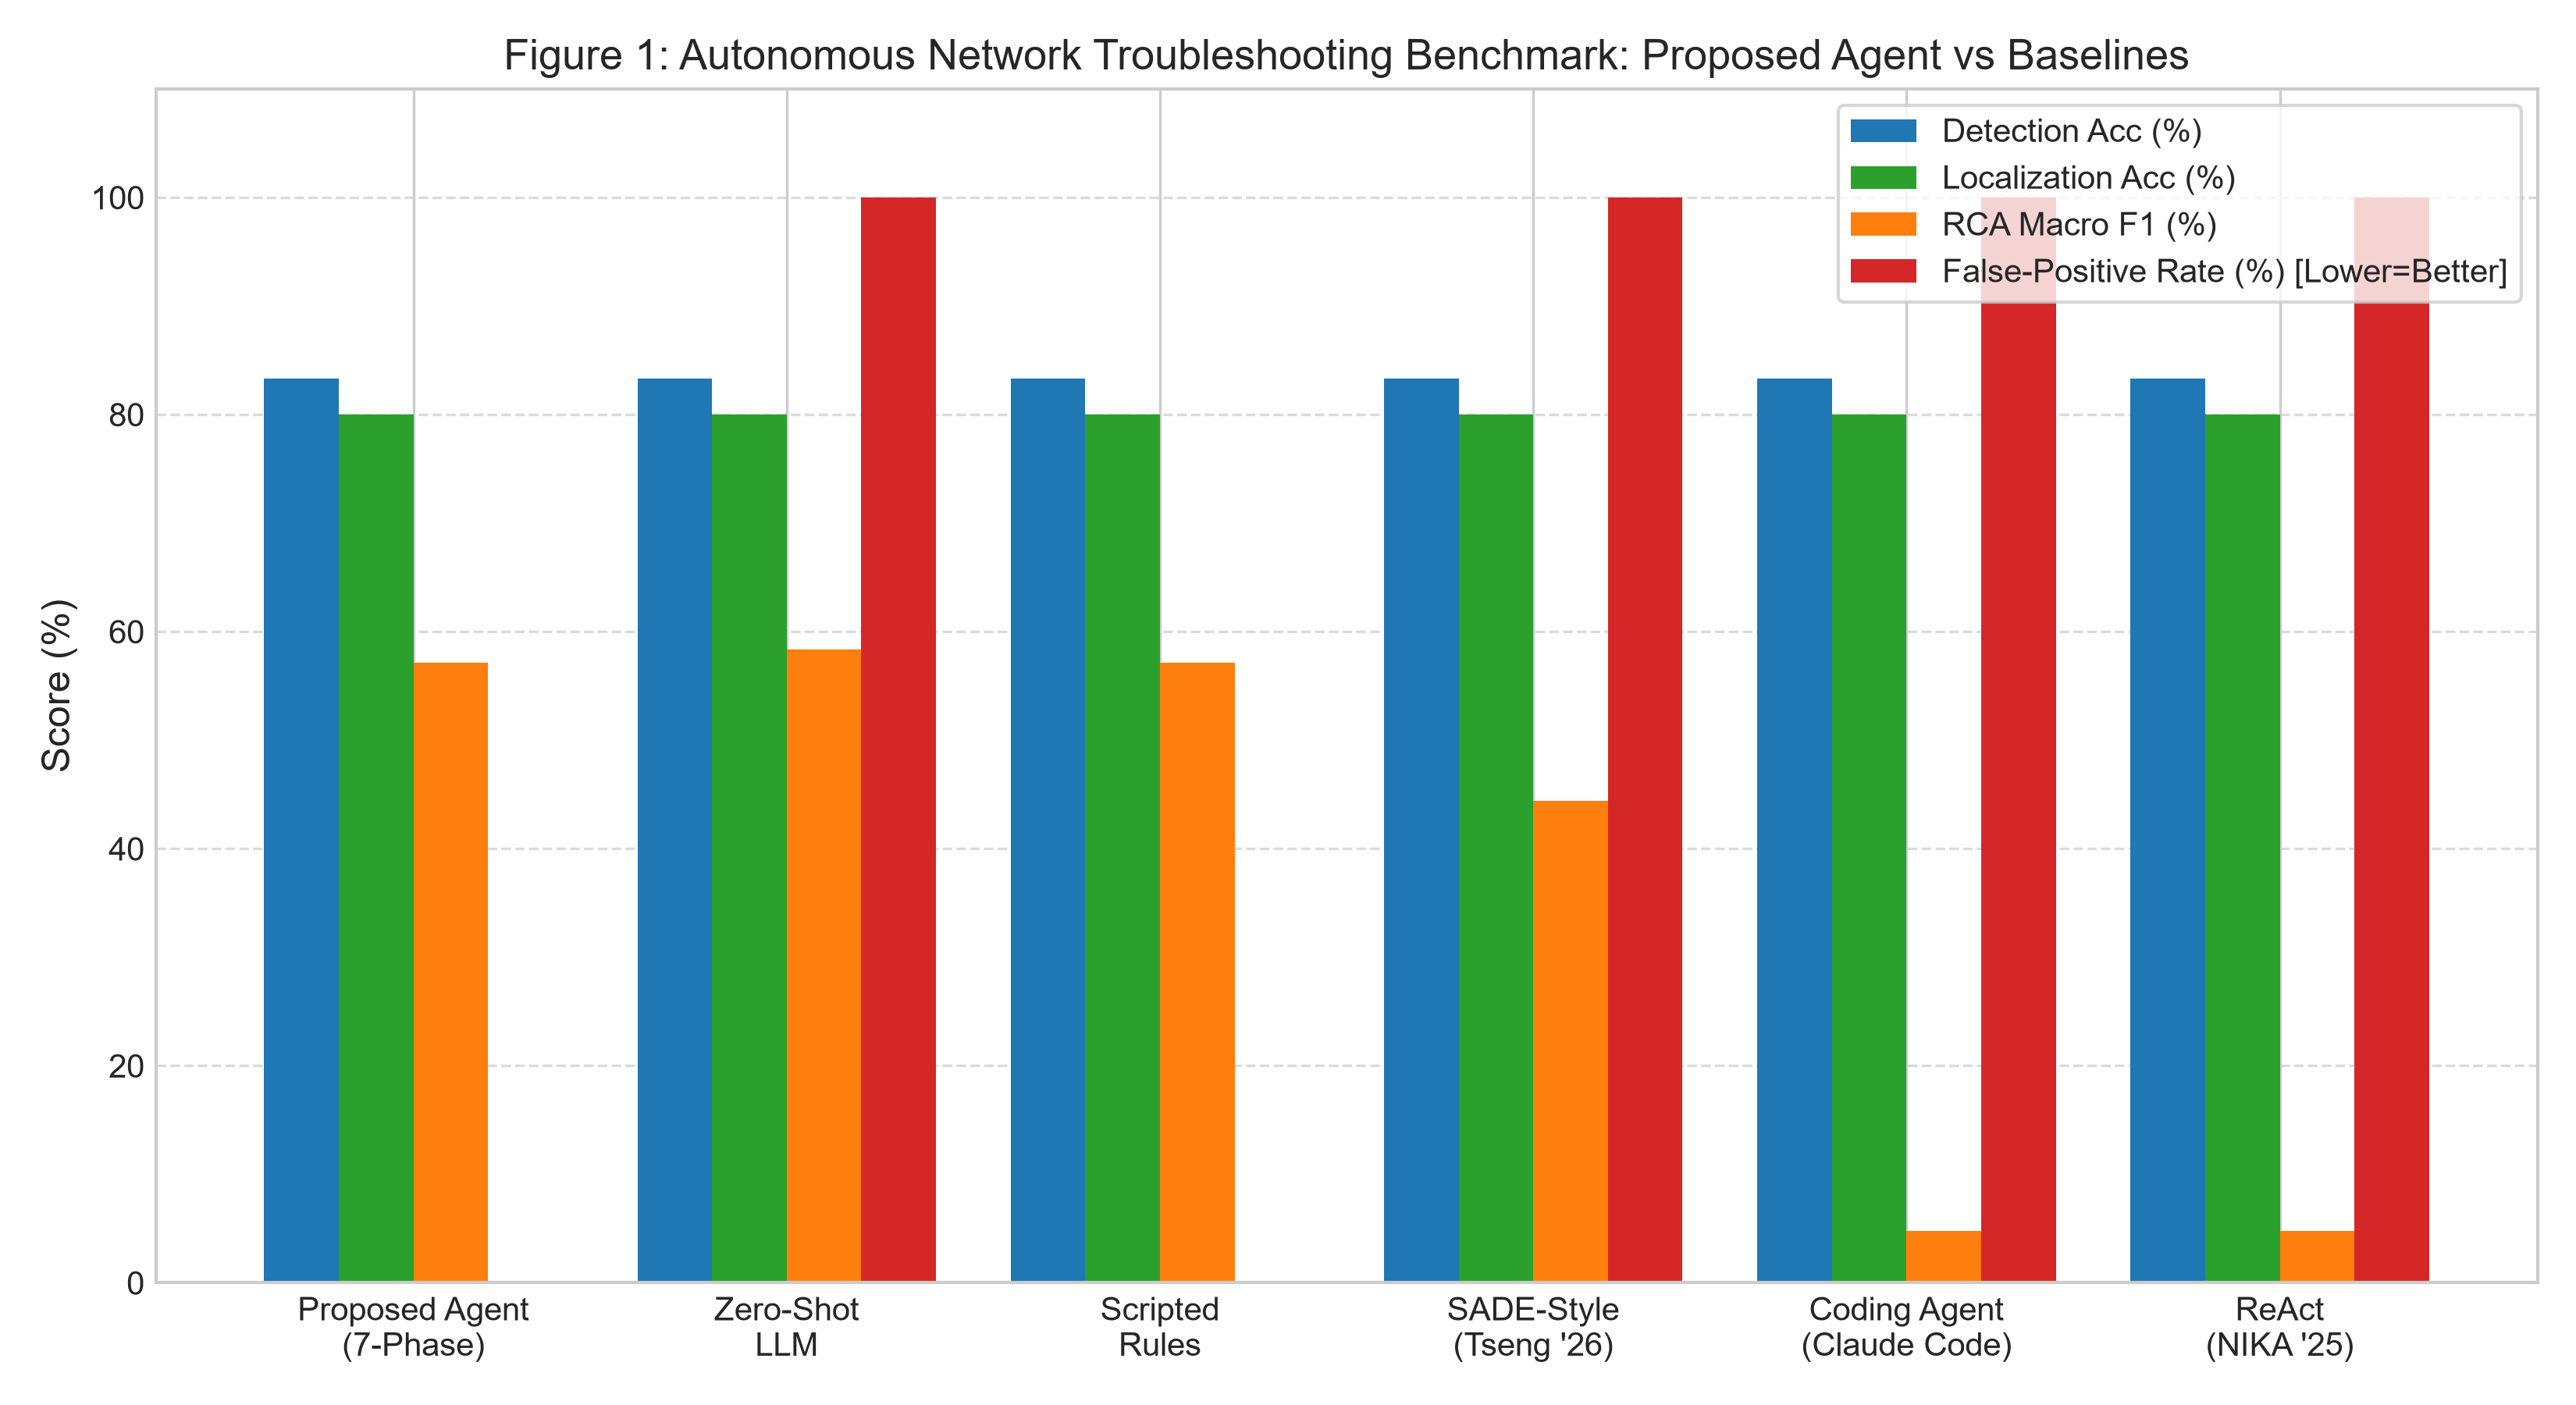 Figure 1: Autonomous Network Troubleshooting Benchmark: Proposed Agent vs Baselines
Detection Acc (%)
Localization Acc (%)
RCA Macro F1 (%)
False-Positive Rate (%) [Lower=Better]
Score (%)
100
80
60
40
20
0
Proposed Agent
(7-Phase)
Zero-Shot
LLM
Scripted
Rules
SADE-Style
(Tseng '26)
Coding Agent
(Claude Code)
ReAct
(NIKA '25)